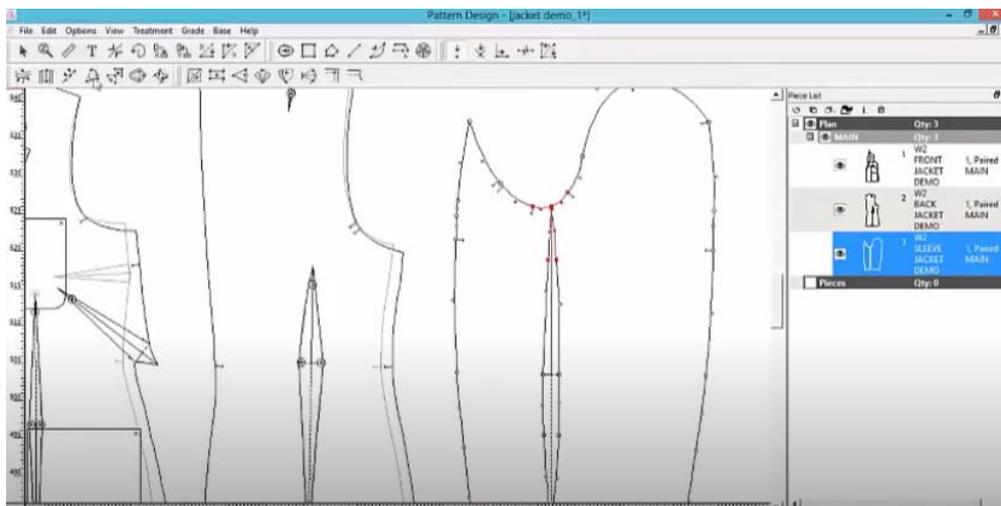 Pattern Design - [jacket demo_1*]
File Edit Options View Treatment Grade Base Help
Piece List
Plan Qty: 3
MAIN Qty: 3
1 W2 FRONT JACKET DEMO 1, Paired MAIN
2 W2 BACK JACKET DEMO 1, Paired MAIN
3 W2 SLEEVE JACKET DEMO 1, Paired MAIN
Pieces Qty: 0